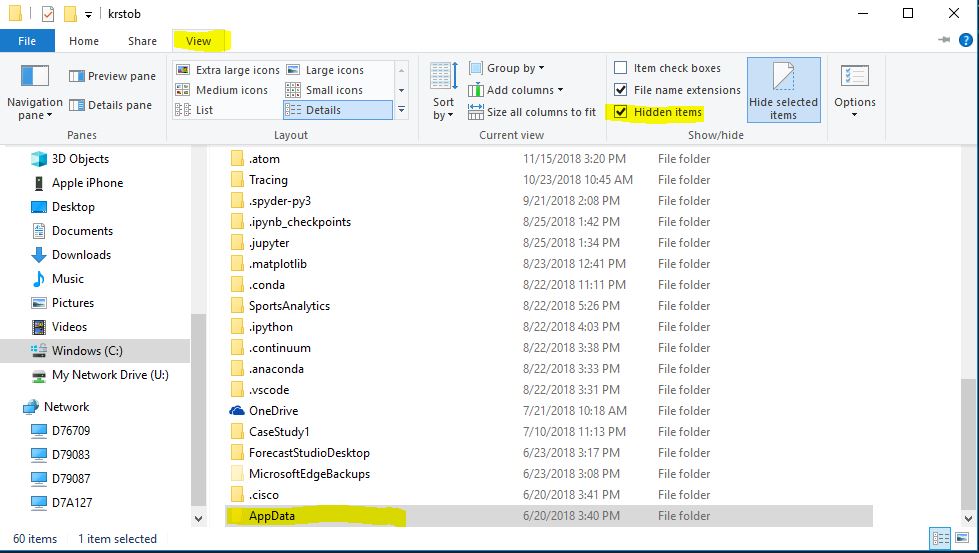 krstob
File Home Share View
Navigation pane
Preview pane
Details pane
Panes
Extra large icons Large icons
Medium icons Small icons
List Details
Layout
Sort by
Group by
Add columns
Size all columns to fit
Current view
Item check boxes
File name extensions
Hidden items
Hide selected items
Show/hide
Options
3D Objects
Apple iPhone
Desktop
Documents
Downloads
Music
Pictures
Videos
Windows (C:)
My Network Drive (U:)
Network
D76709
D79083
D79087
D7A127
.atom 11/15/2018 3:20 PM File folder
Tracing 10/23/2018 10:45 AM File folder
.spyder-py3 9/21/2018 2:08 PM File folder
.ipynb_checkpoints 8/25/2018 1:42 PM File folder
.jupyter 8/25/2018 1:34 PM File folder
.matplotlib 8/23/2018 12:41 PM File folder
.conda 8/22/2018 11:11 PM File folder
SportsAnalytics 8/22/2018 5:26 PM File folder
.ipython 8/22/2018 4:03 PM File folder
.continuum 8/22/2018 3:38 PM File folder
.anaconda 8/22/2018 3:33 PM File folder
.vscode 8/22/2018 3:31 PM File folder
OneDrive 7/21/2018 10:18 AM File folder
CaseStudy1 7/10/2018 11:13 PM File folder
ForecastStudioDesktop 6/23/2018 3:17 PM File folder
MicrosoftEdgeBackups 6/23/2018 3:08 PM File folder
.cisco 6/20/2018 3:41 PM File folder
AppData 6/20/2018 3:40 PM File folder
60 items 1 item selected